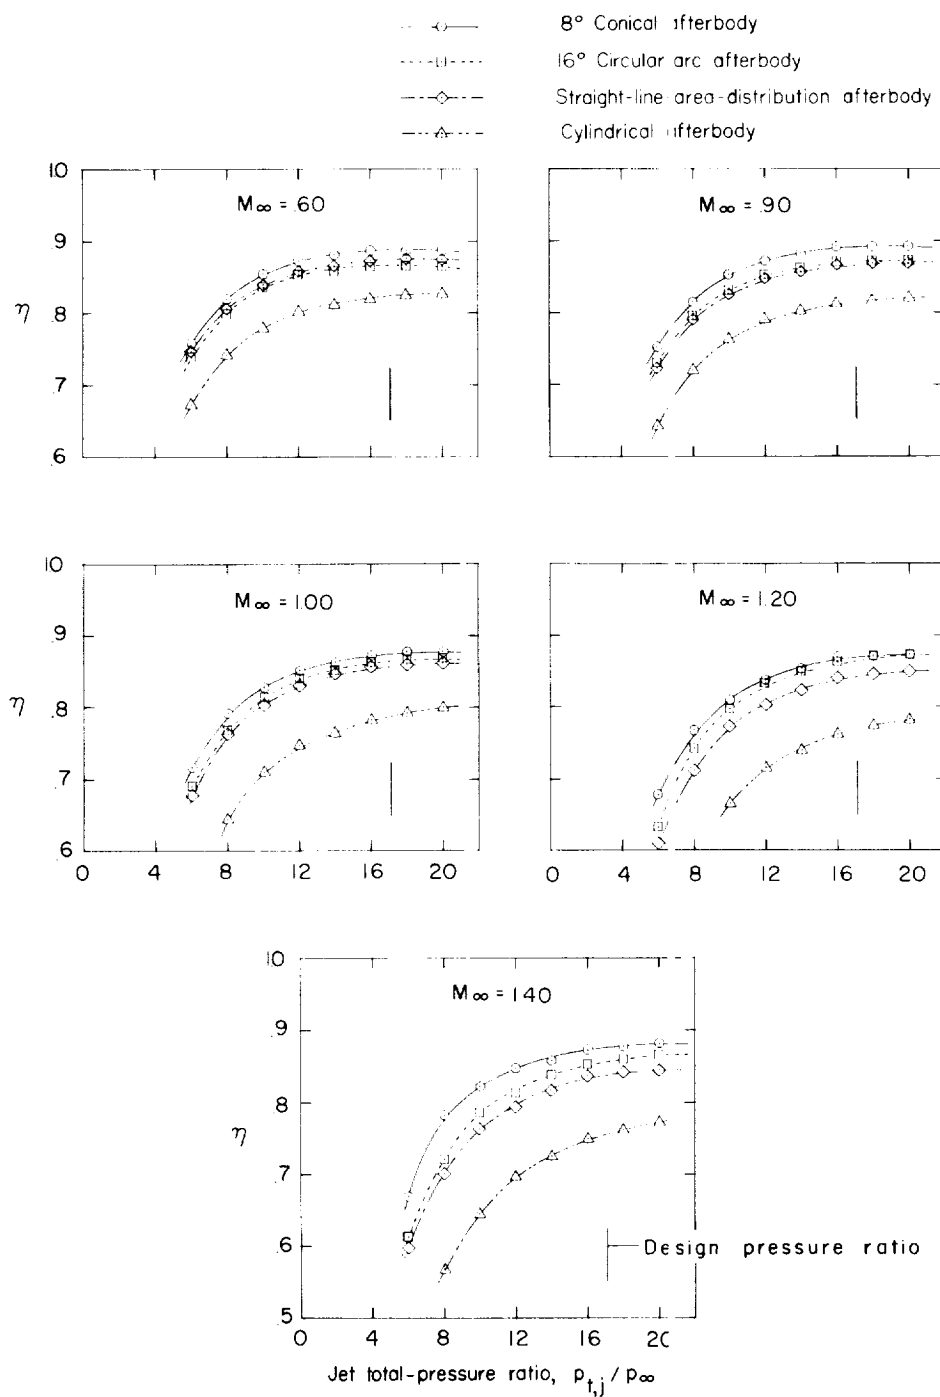 8° Conical afterbody
16° Circular arc afterbody
Straight-line-area-distribution afterbody
Cylindrical afterbody
1.0
.9
η .8
.7
.6
M∞ = .60
M∞ = .90
1.0
.9
η .8
.7
.6
M∞ = 1.00
M∞ = 1.20
0 4 8 12 16 20
0 4 8 12 16 20
1.0
.9
.8
η
.7
.6
.5
M∞ = 1.40
Design pressure ratio
0 4 8 12 16 20
Jet total-pressure ratio, p t,j / p∞